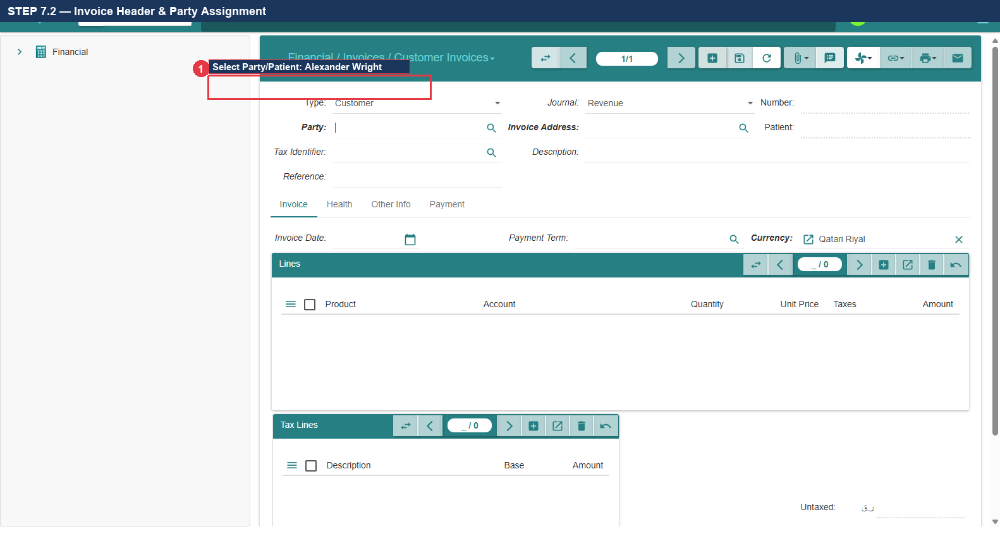 STEP 7.2 — Invoice Header & Party Assignment
Financial
Financial / Invoices / Customer Invoices
1/1
1
Select Party/Patient: Alexander Wright
Type: Customer
Journal: Revenue
Number:
Party:
Invoice Address:
Patient:
Tax Identifier:
Description:
Reference:
Invoice Health Other Info Payment
Invoice Date:
Payment Term:
Currency: Qatari Riyal
Lines
_ / 0
Product Account Quantity Unit Price Taxes Amount
Tax Lines
_ / 0
Description Base Amount
Untaxed: ر.ق